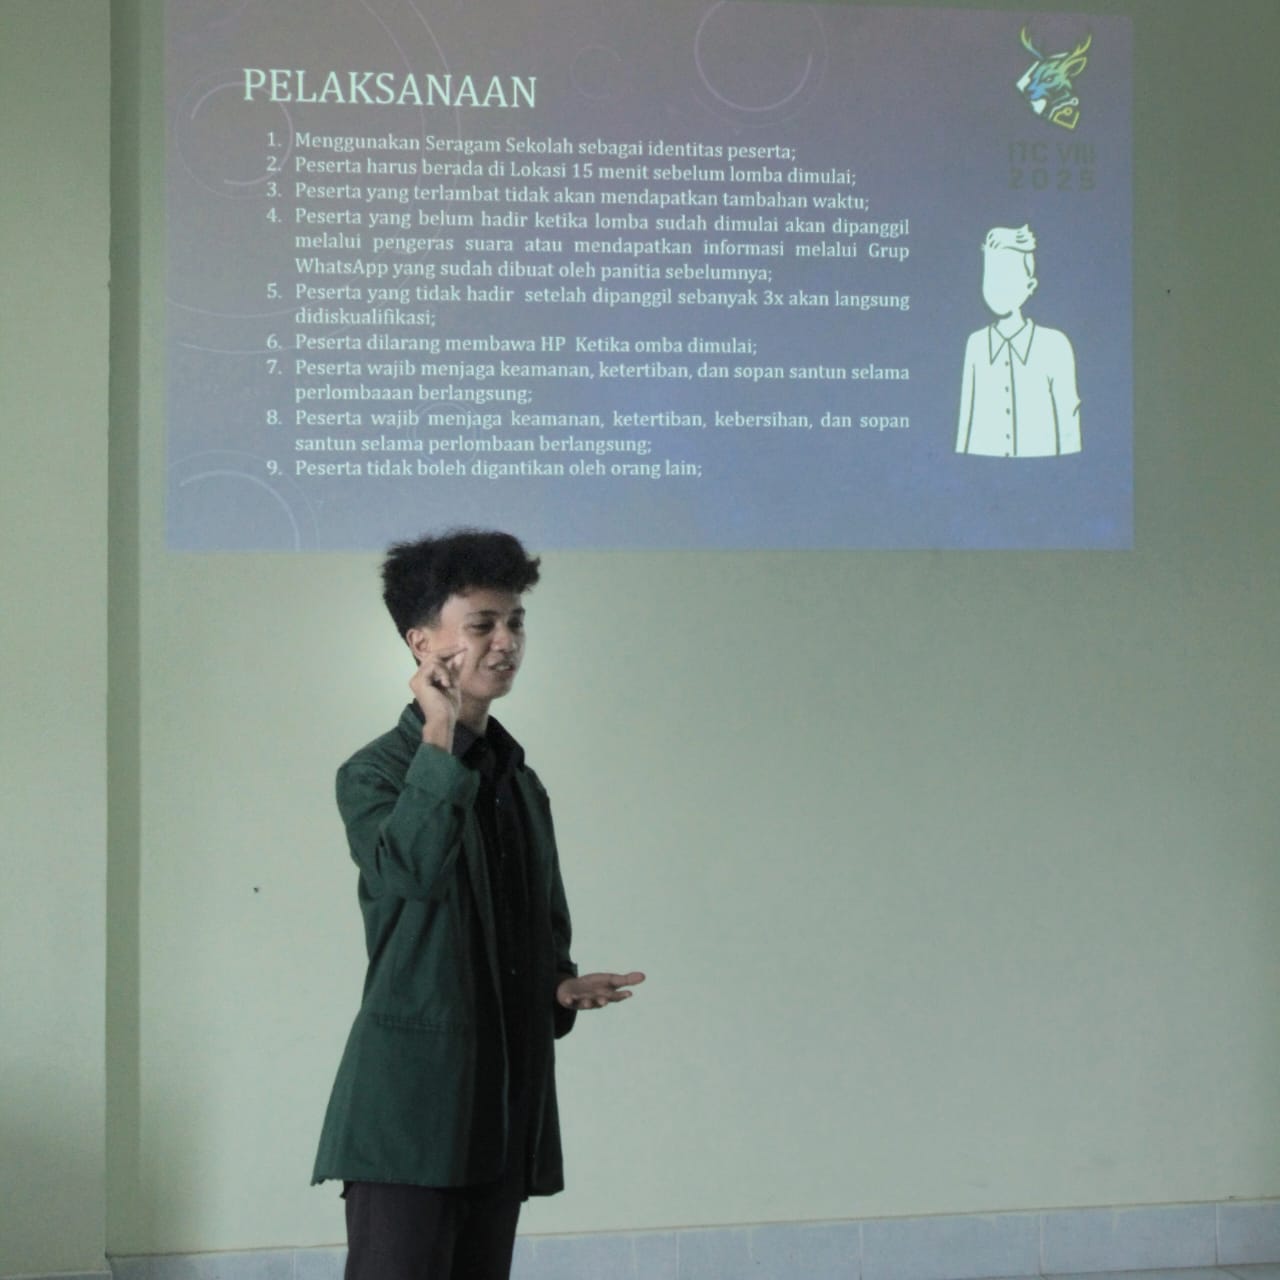 PELAKSANAAN
1. Menggunakan Seragam Sekolah sebagai identitas peserta;
2. Peserta harus berada di Lokasi 15 menit sebelum lomba dimulai;
3. Peserta yang terlambat tidak akan mendapatkan tambahan waktu;
4. Peserta yang belum hadir ketika lomba sudah dimulai akan dipanggil
melalui pengeras suara atau mendapatkan informasi melalui Grup
WhatsApp yang sudah dibuat oleh panitia sebelumnya;
5. Peserta yang tidak hadir setelah dipanggil sebanyak 3x akan langsung
didiskualifikasi;
6. Peserta dilarang membawa HP Ketika omba dimulai;
7. Peserta wajib menjaga keamanan, ketertiban, dan sopan santun selama
perlombaaan berlangsung;
8. Peserta wajib menjaga keamanan, ketertiban, kebersihan, dan sopan
santun selama perlombaan berlangsung;
9. Peserta tidak boleh digantikan oleh orang lain;
ITC VIII
2025